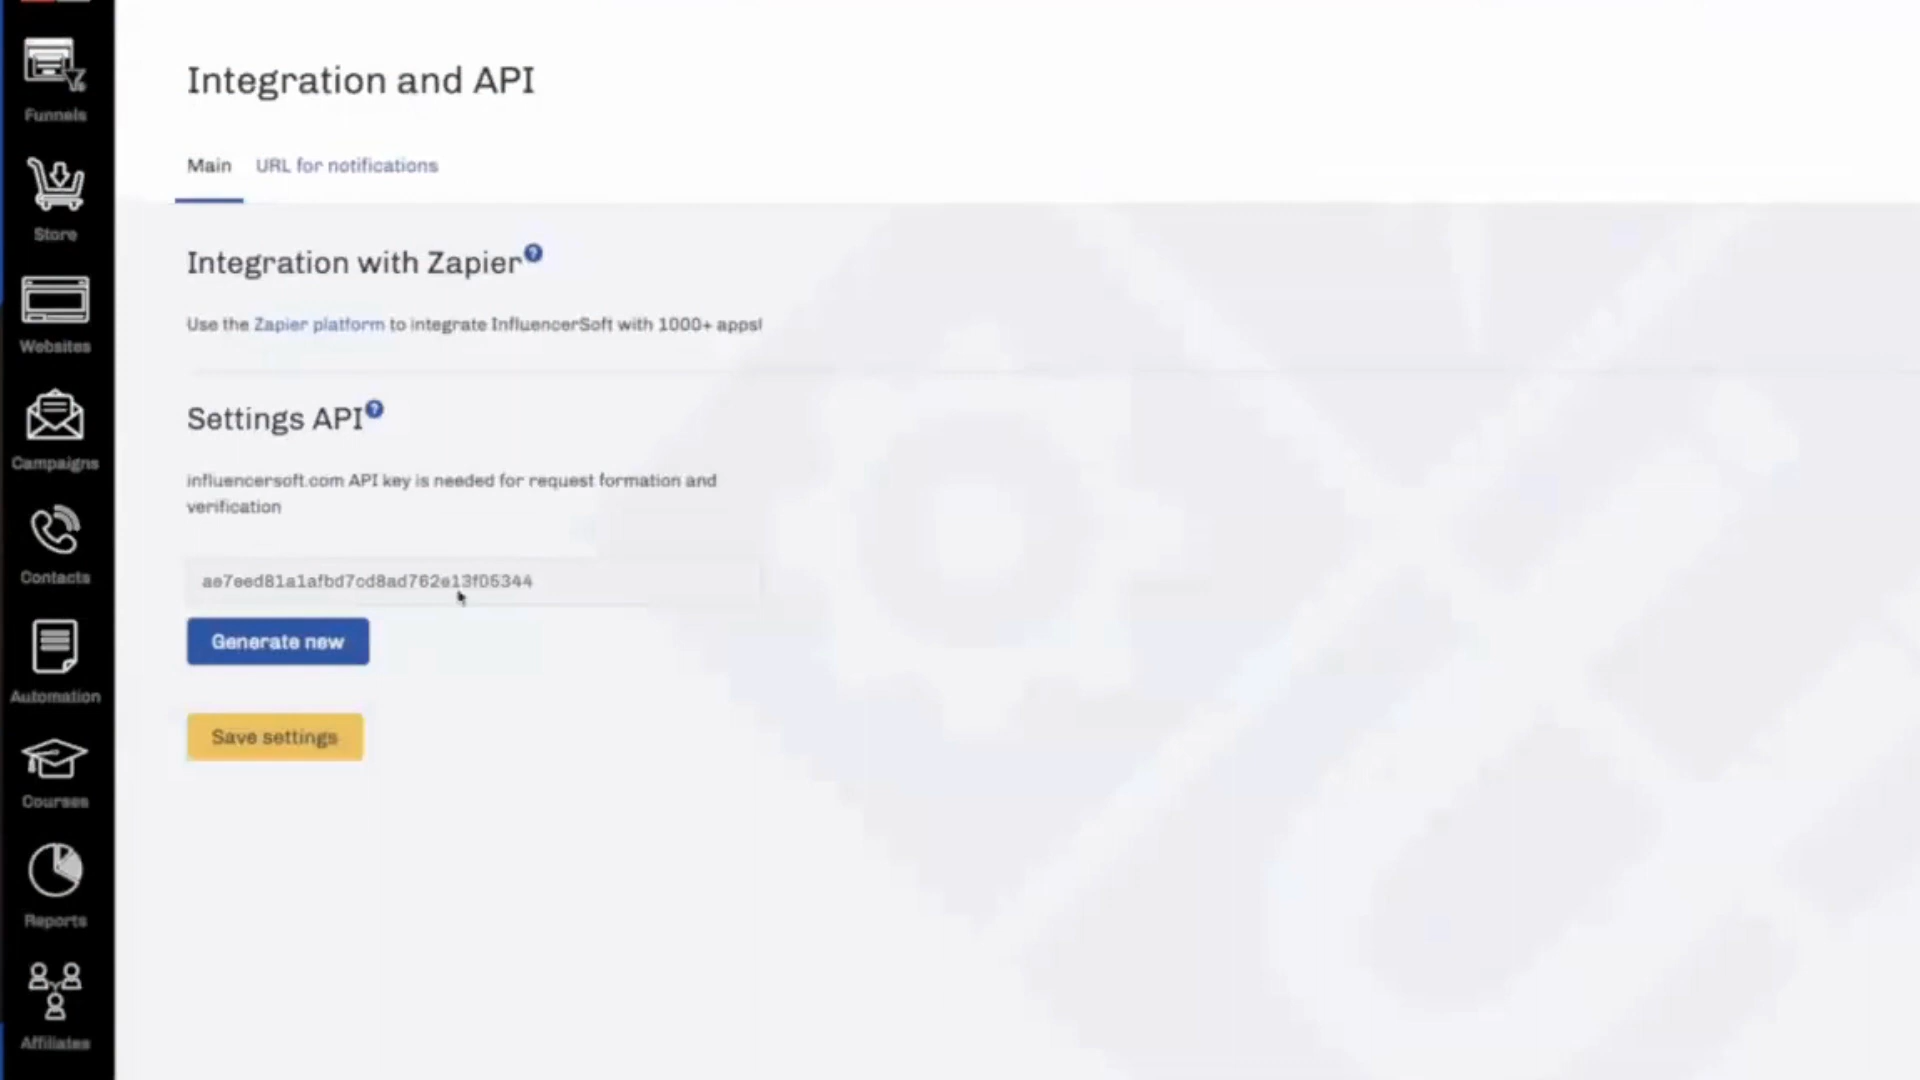 Funnels
Store
Websites
Campaigns
Contacts
Automation
Courses
Reports
Affiliates
Integration and API
Main URL for notifications
Integration with Zapier ?
Use the Zapier platform to integrate InfluencerSoft with 1000+ apps!
Settings API ?
influencersoft.com API key is needed for request formation and
verification
ae7eed81a1afbd7cd8ad762e13f05344
Generate new
Save settings